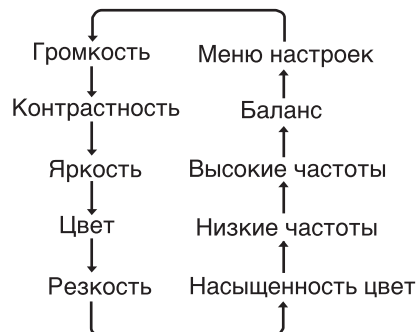 Громкость
Контрастность
Яркость
Цвет
Резкость
Меню настроек
Баланс
Высокие частоты
Низкие частоты
Насыщенность цвет